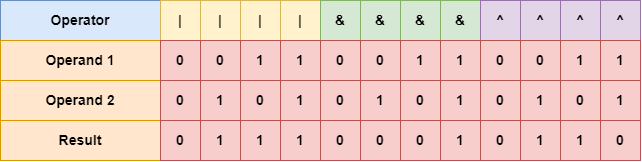 Operator | | | | & & & & ^ ^ ^ ^
Operand 1 0 0 1 1 0 0 1 1 0 0 1 1
Operand 2 0 1 0 1 0 1 0 1 0 1 0 1
Result 0 1 1 1 0 0 0 1 0 1 1 0